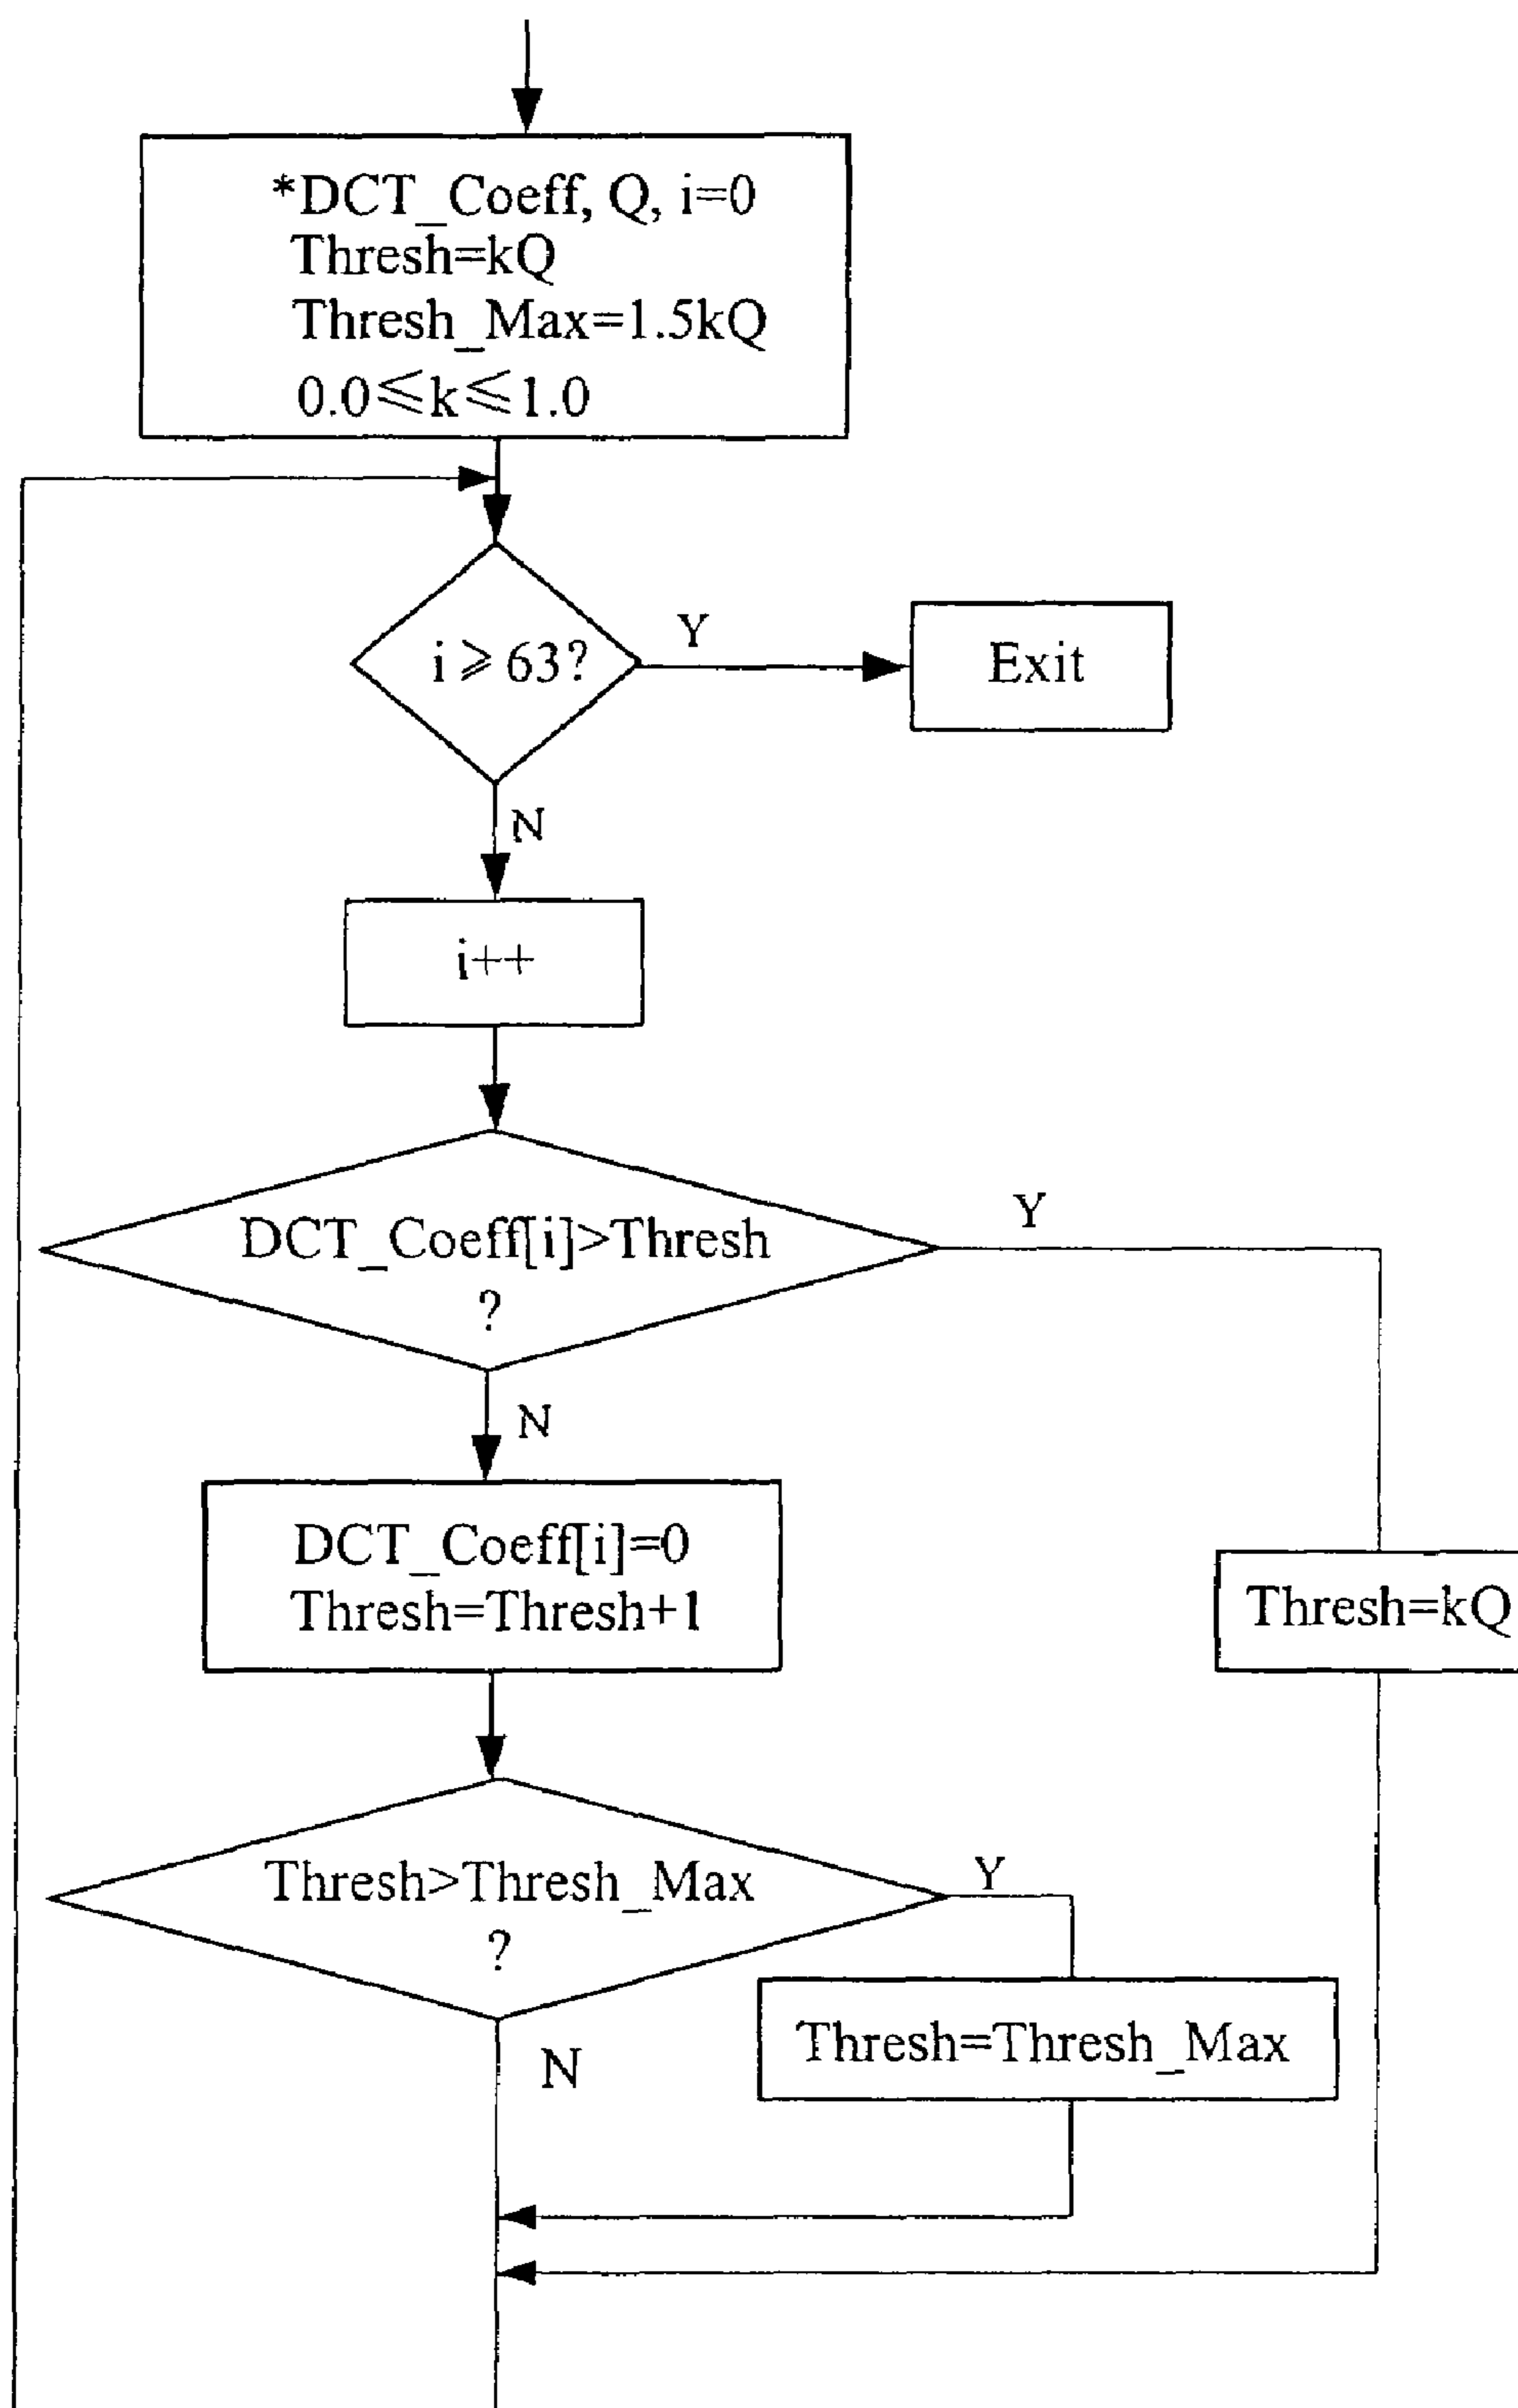 *DCT_Coeff, Q, i=0
Thresh=kQ
Thresh_Max=1.5kQ
0.0⩽k⩽1.0
i⩾63?
Y
Exit
N
i++
DCT_Coeff[i]>Thresh
?
Y
N
DCT_Coeff[i]=0
Thresh=Thresh+1
Thresh=kQ
Thresh>Thresh_Max
?
Y
Thresh=Thresh_Max
N